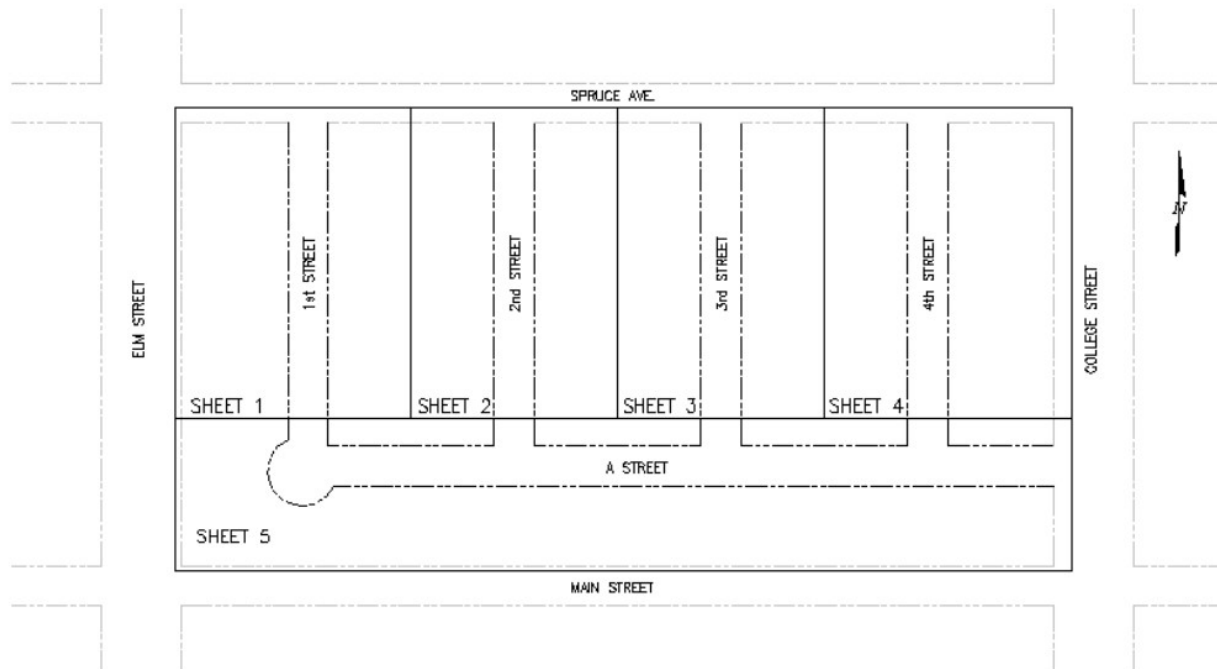 SPRUCE AVE.
N
1st STREET
2nd STREET
3rd STREET
4th STREET
ELM STREET
COLLEGE STREET
SHEET 1
SHEET 2
SHEET 3
SHEET 4
A STREET
SHEET 5
MAIN STREET